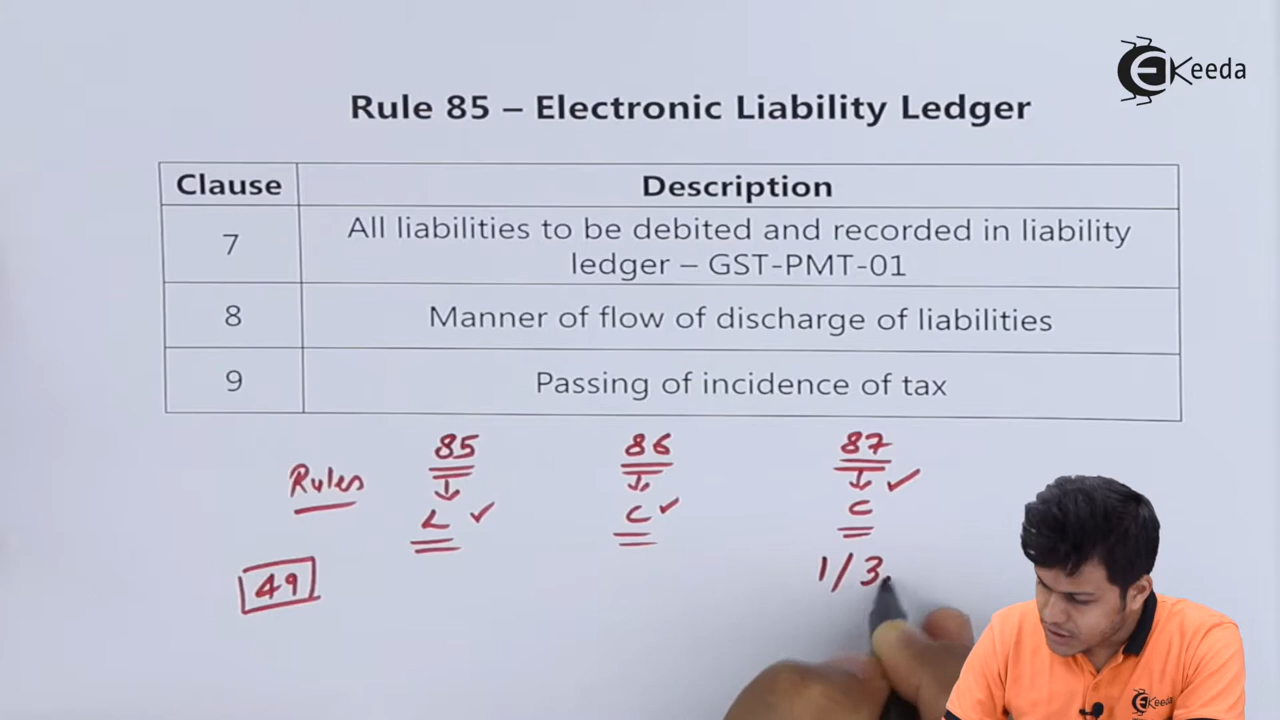 EKeeda
Rule 85 – Electronic Liability Ledger
Clause Description
7 All liabilities to be debited and recorded in liability
ledger – GST-PMT-01
8 Manner of flow of discharge of liabilities
9 Passing of incidence of tax
Rules 85 86 87
L C C
49 1/3
EKeeda